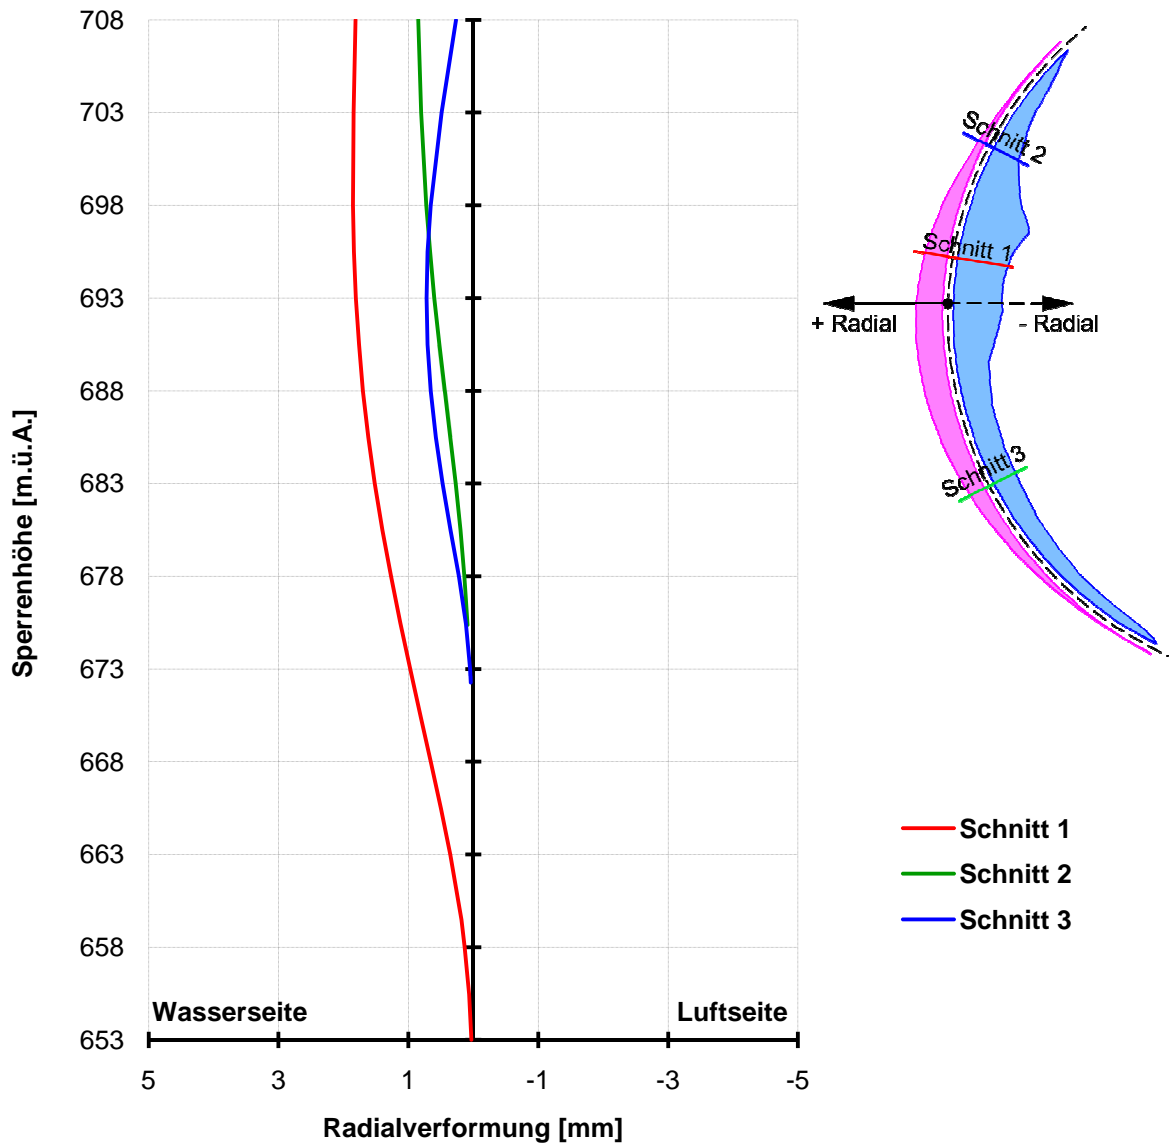 708
703
698
693
688
683
678
673
668
663
658
653
Sperrenhöhe [m.ü.A.]
Wasserseite
Luftseite
5
3
1
-1
-3
-5
Radialverformung [mm]
Schnitt 2
Schnitt 1
+ Radial
- Radial
Schnitt 3
Schnitt 1
Schnitt 2
Schnitt 3